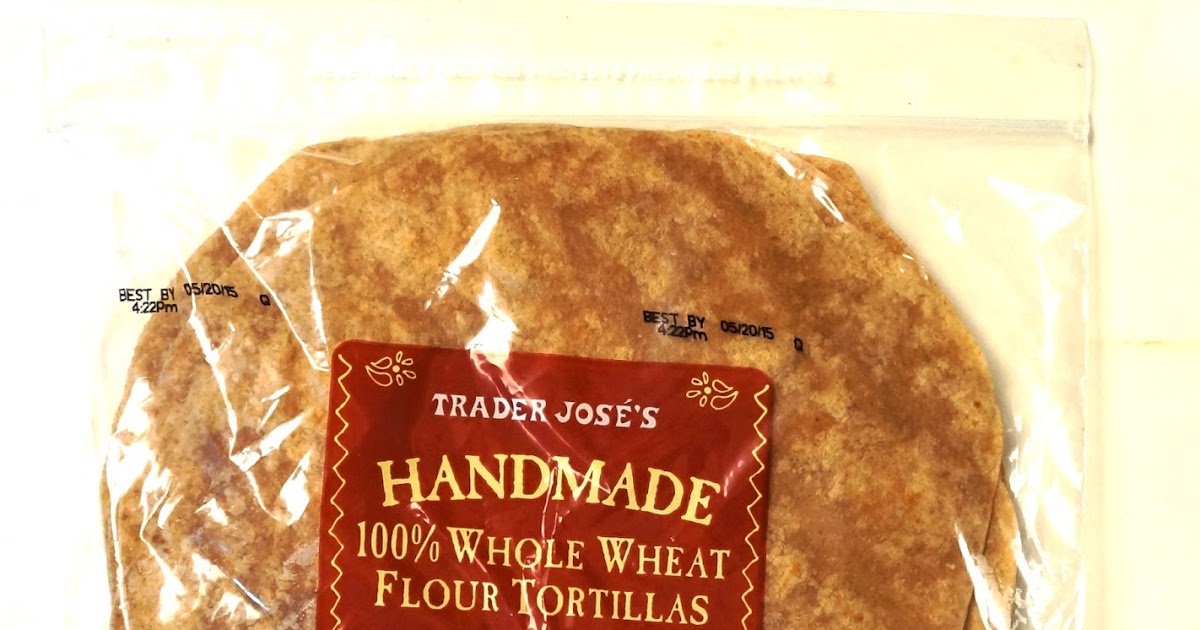 BEST BY 05/20/15 Q
4:22Pm
BEST BY 05/20/15 Q
4:22Pm
TRADER JOSÉ'S
HANDMADE
100% WHOLE WHEAT
FLOUR TORTILLAS